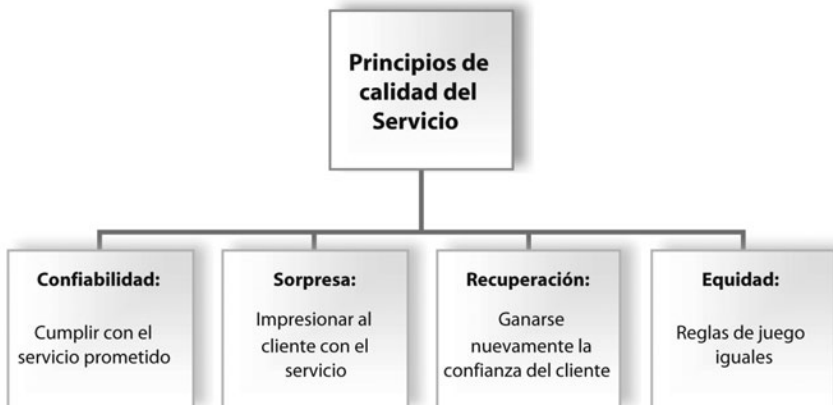 Principios de
calidad del
Servicio
Confiabilidad:
Cumplir con el
servicio prometido
Sorpresa:
Impresionar al
cliente con el
servicio
Recuperación:
Ganarse
nuevamente la
confianza del cliente
Equidad:
Reglas de juego
iguales